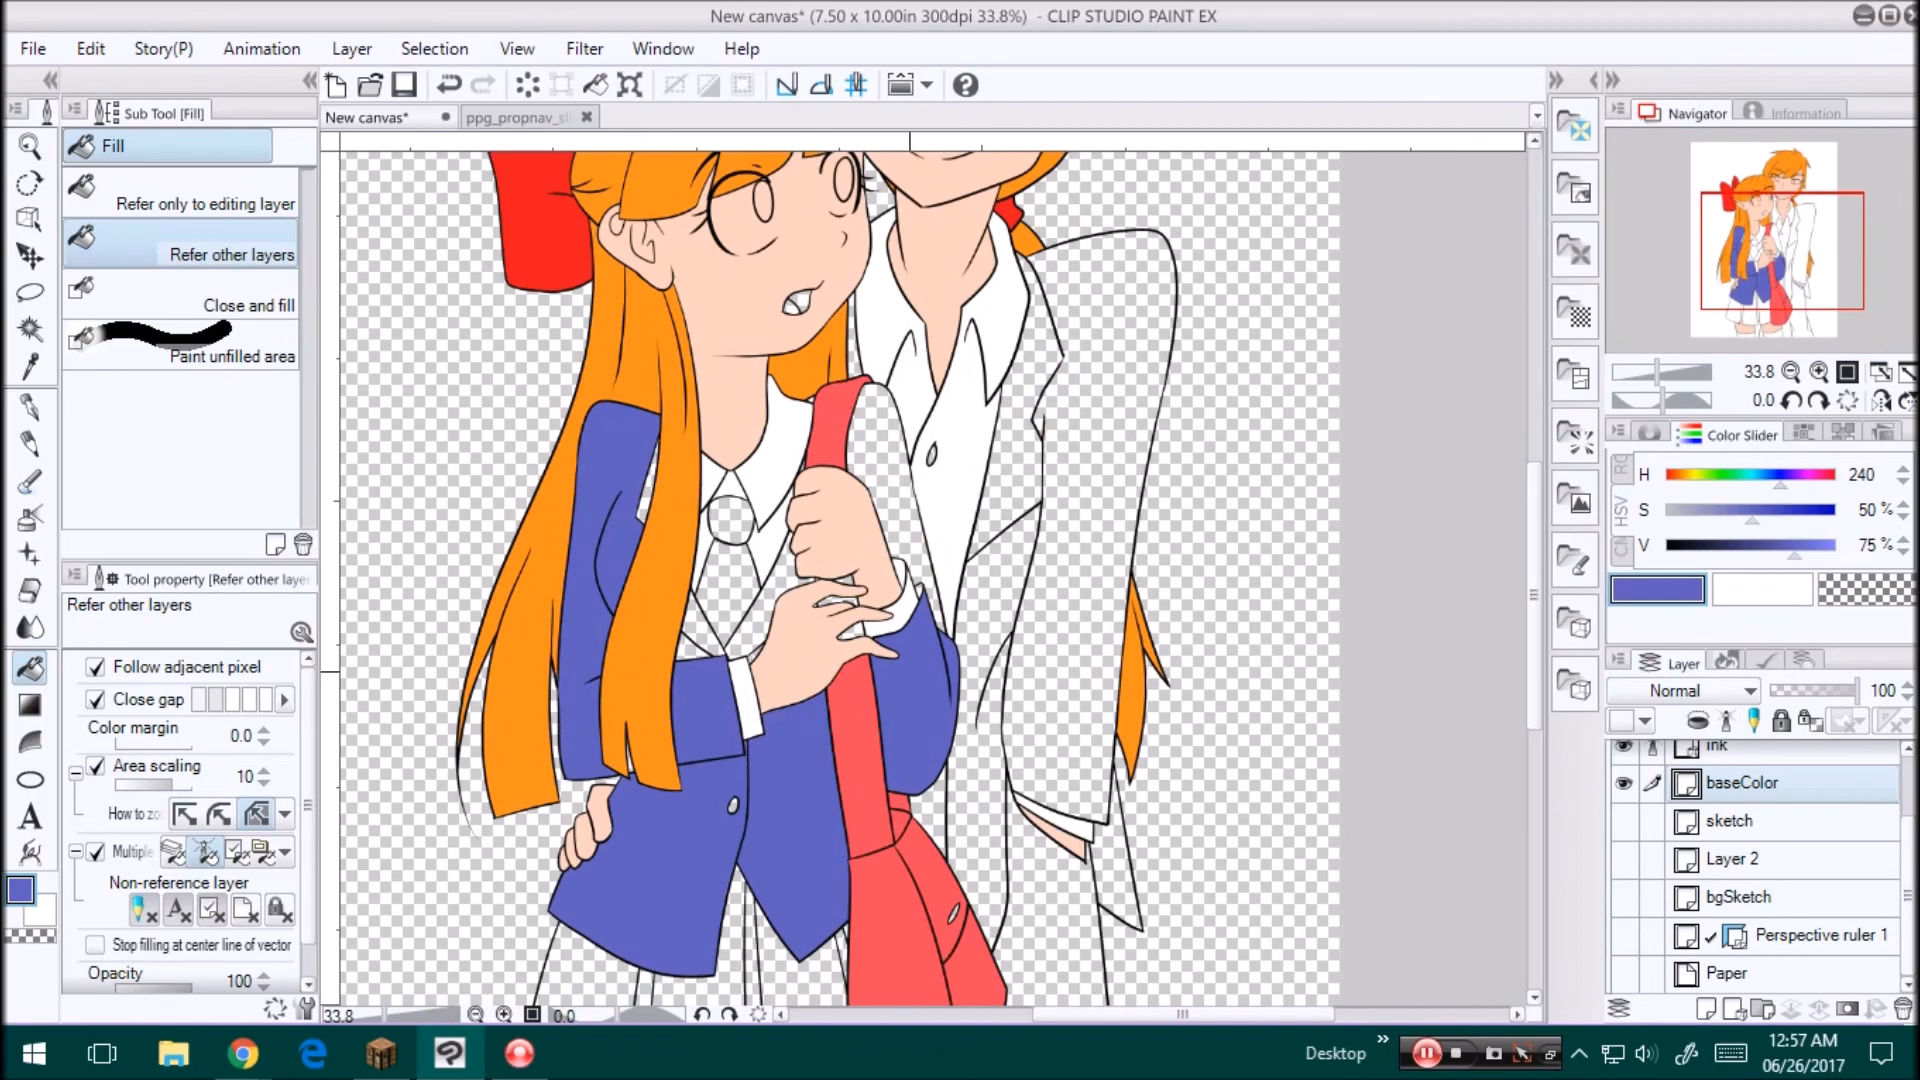 New canvas* (7.50 x 10.00in 300dpi 33.8%) - CLIP STUDIO PAINT EX
File Edit Story(P) Animation Layer Selection View Filter Window Help
Sub Tool [Fill]
New canvas*
Navigator
Information
Fill
Refer only to editing layer
Refer other layers
Close and fill
Paint unfilled area
Tool property [Refer other layer
Refer other layers
Follow adjacent pixel
Close gap
Color margin 0.0
Area scaling 10
Multiple
Non-reference layer
Stop filling at center line of vector
Opacity 100
33.8
0.0
33.8
0.0
Color Slider
HSV
H 240
S 50 %
V 75 %
Layer
Normal 100
ink
baseColor
sketch
Layer 2
bgSketch
Perspective ruler 1
Paper
Desktop
12:57 AM
06/26/2017